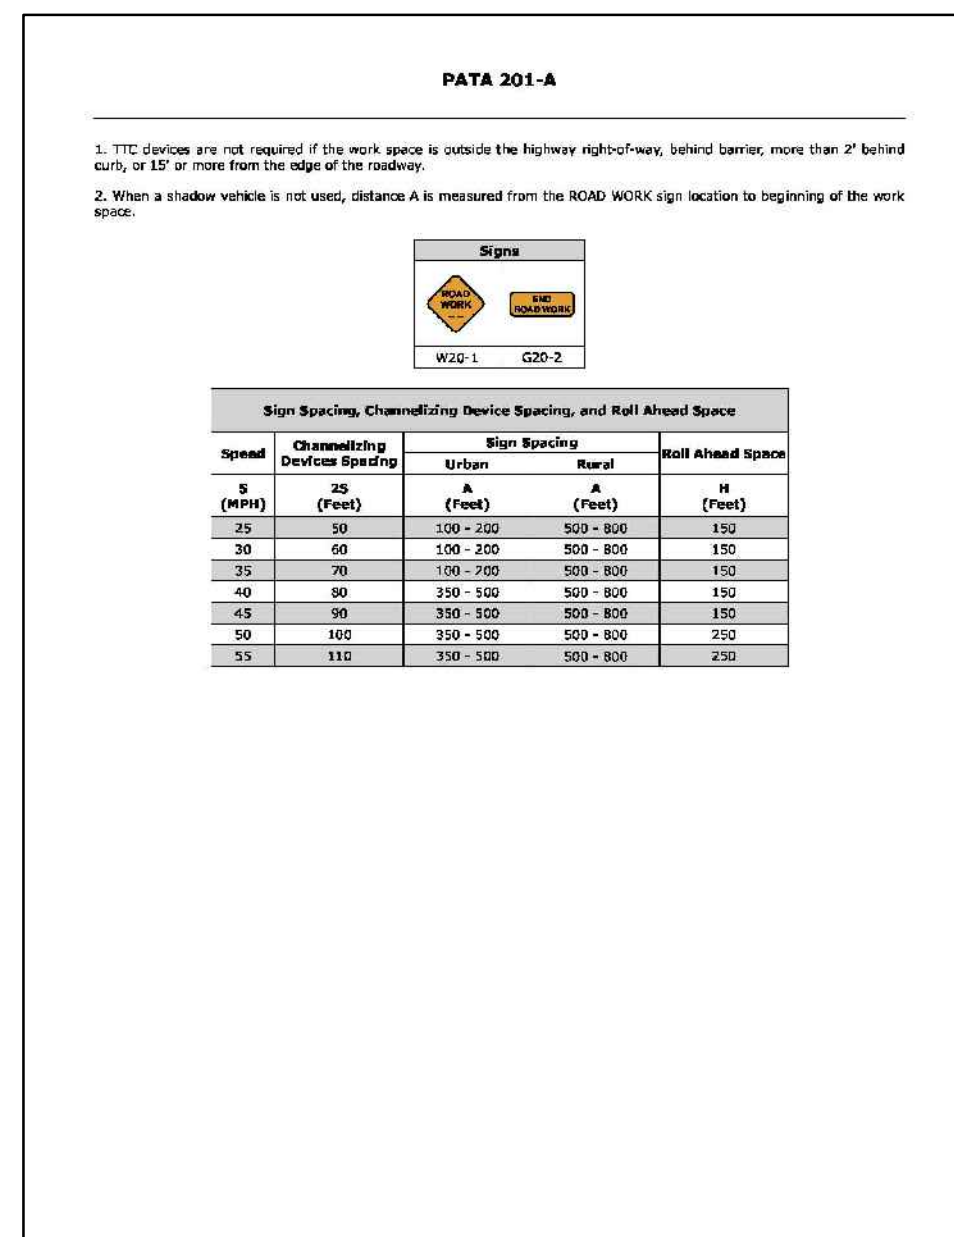 PATA 201-A
1. TTC devices are not required if the work space is outside the highway right-of-way, behind barrier, more than 2' behind
curb, or 15' or more from the edge of the roadway.
2. When a shadow vehicle is not used, distance A is measured from the ROAD WORK sign location to beginning of the work
space.
Signs
ROAD
WORK
END
ROAD WORK
W20-1 G20-2
Sign Spacing, Channelizing Device Spacing, and Roll Ahead Space
Speed Channelizing Devices Spacing Sign Spacing Roll Ahead Space
Urban Rural
S (MPH) 2S (Feet) A (Feet) A (Feet) H (Feet)
25 50 100 - 200 500 - 800 150
30 60 100 - 200 500 - 800 150
35 70 100 - 200 500 - 800 150
40 80 350 - 500 500 - 800 150
45 90 350 - 500 500 - 800 150
50 100 350 - 500 500 - 800 250
55 110 350 - 500 500 - 800 250